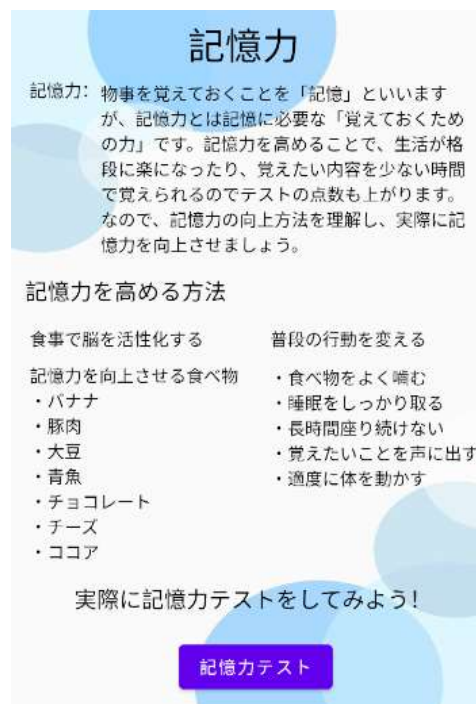 記憶力
記憶力: 物事を覚えておくことを「記憶」といいます
が、記憶力とは記憶に必要な「覚えておくため
の力」です。記憶力を高めることで、生活が格
段に楽になったり、覚えたい内容を少ない時間
で覚えられるのでテストの点数も上がります。
なので、記憶力の向上方法を理解し、実際に記
憶力を向上させましょう。
記憶力を高める方法
食事で脳を活性化する
記憶力を向上させる食べ物
・バナナ
・豚肉
・大豆
・青魚
・チョコレート
・チーズ
・ココア
普段の行動を変える
・食べ物をよく噛む
・睡眠をしっかり取る
・長時間座り続けない
・覚えたいことを声に出す
・適度に体を動かす
実際に記憶力テストをしてみよう!
記憶力テスト